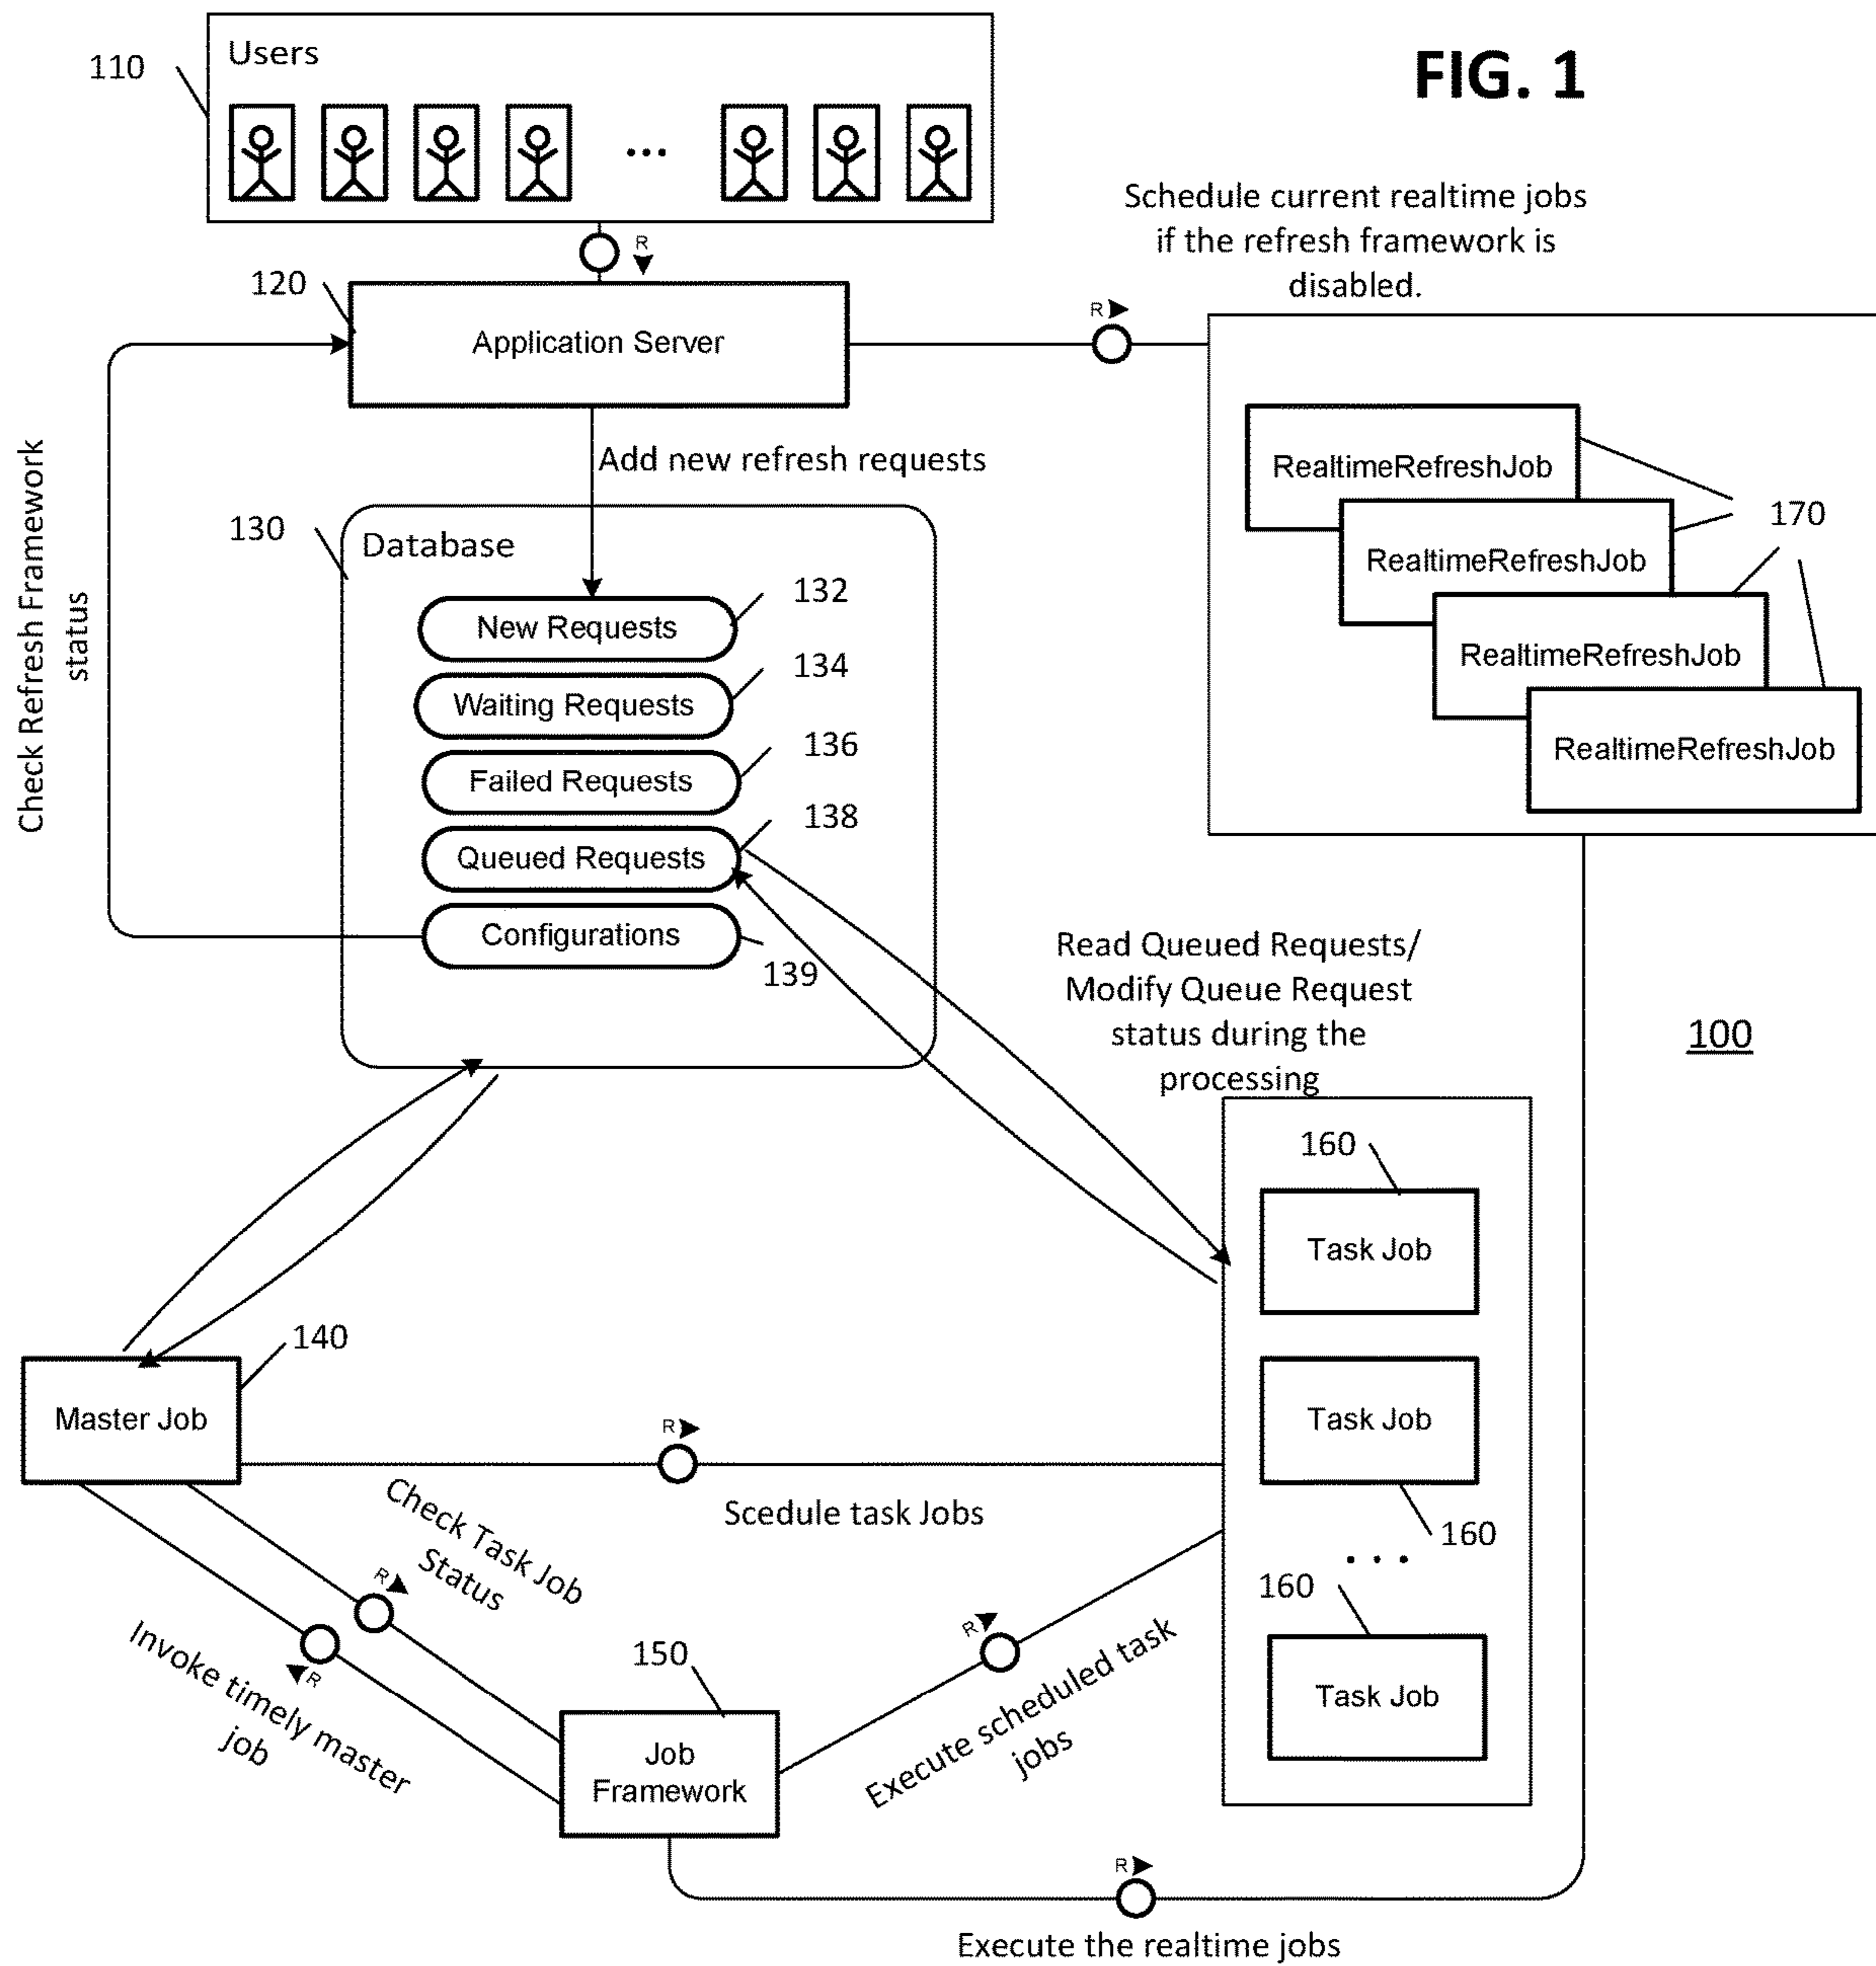 FIG. 1
110
Users
...
R
Schedule current realtime jobs
if the refresh framework is
disabled.
120
Application Server
R
Check Refresh Framework
status
Add new refresh requests
130
Database
132
New Requests
134
Waiting Requests
136
Failed Requests
138
Queued Requests
Configurations
139
RealtimeRefreshJob
RealtimeRefreshJob
RealtimeRefreshJob
RealtimeRefreshJob
170
Read Queued Requests/
Modify Queue Request
status during the
processing
100
160
Task Job
Task Job
160
...
160
Task Job
140
Master Job
R
Scedule task Jobs
Check Task Job
Status
R
R
Invoke timely master
job
150
Job
Framework
R
Execute scheduled task
jobs
R
Execute the realtime jobs